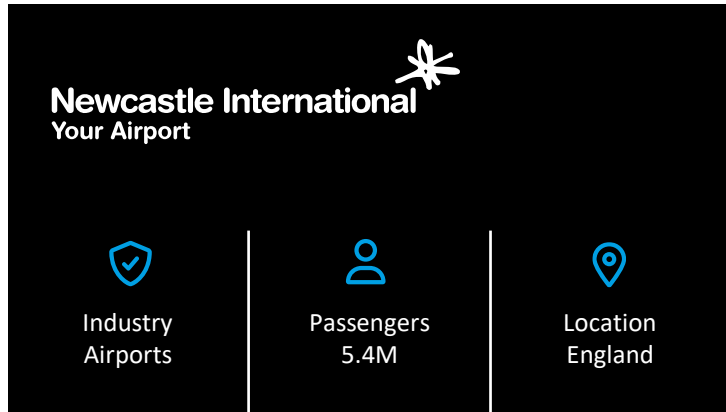 Newcastle International
Your Airport
Industry
Airports
Passengers
5.4M
Location
England